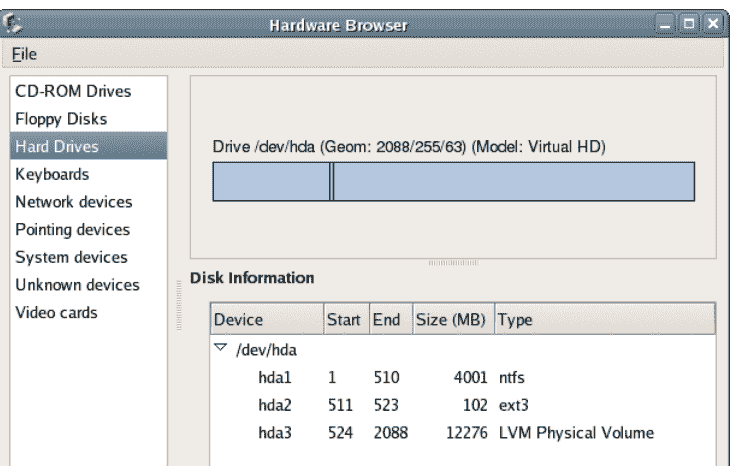 Hardware Browser
File
CD-ROM Drives
Floppy Disks
Hard Drives
Keyboards
Network devices
Pointing devices
System devices
Unknown devices
Video cards
Drive /dev/hda (Geom: 2088/255/63) (Model: Virtual HD)
Disk Information
Device Start End Size (MB) Type
/dev/hda
hda1 1 510 4001 ntfs
hda2 511 523 102 ext3
hda3 524 2088 12276 LVM Physical Volume